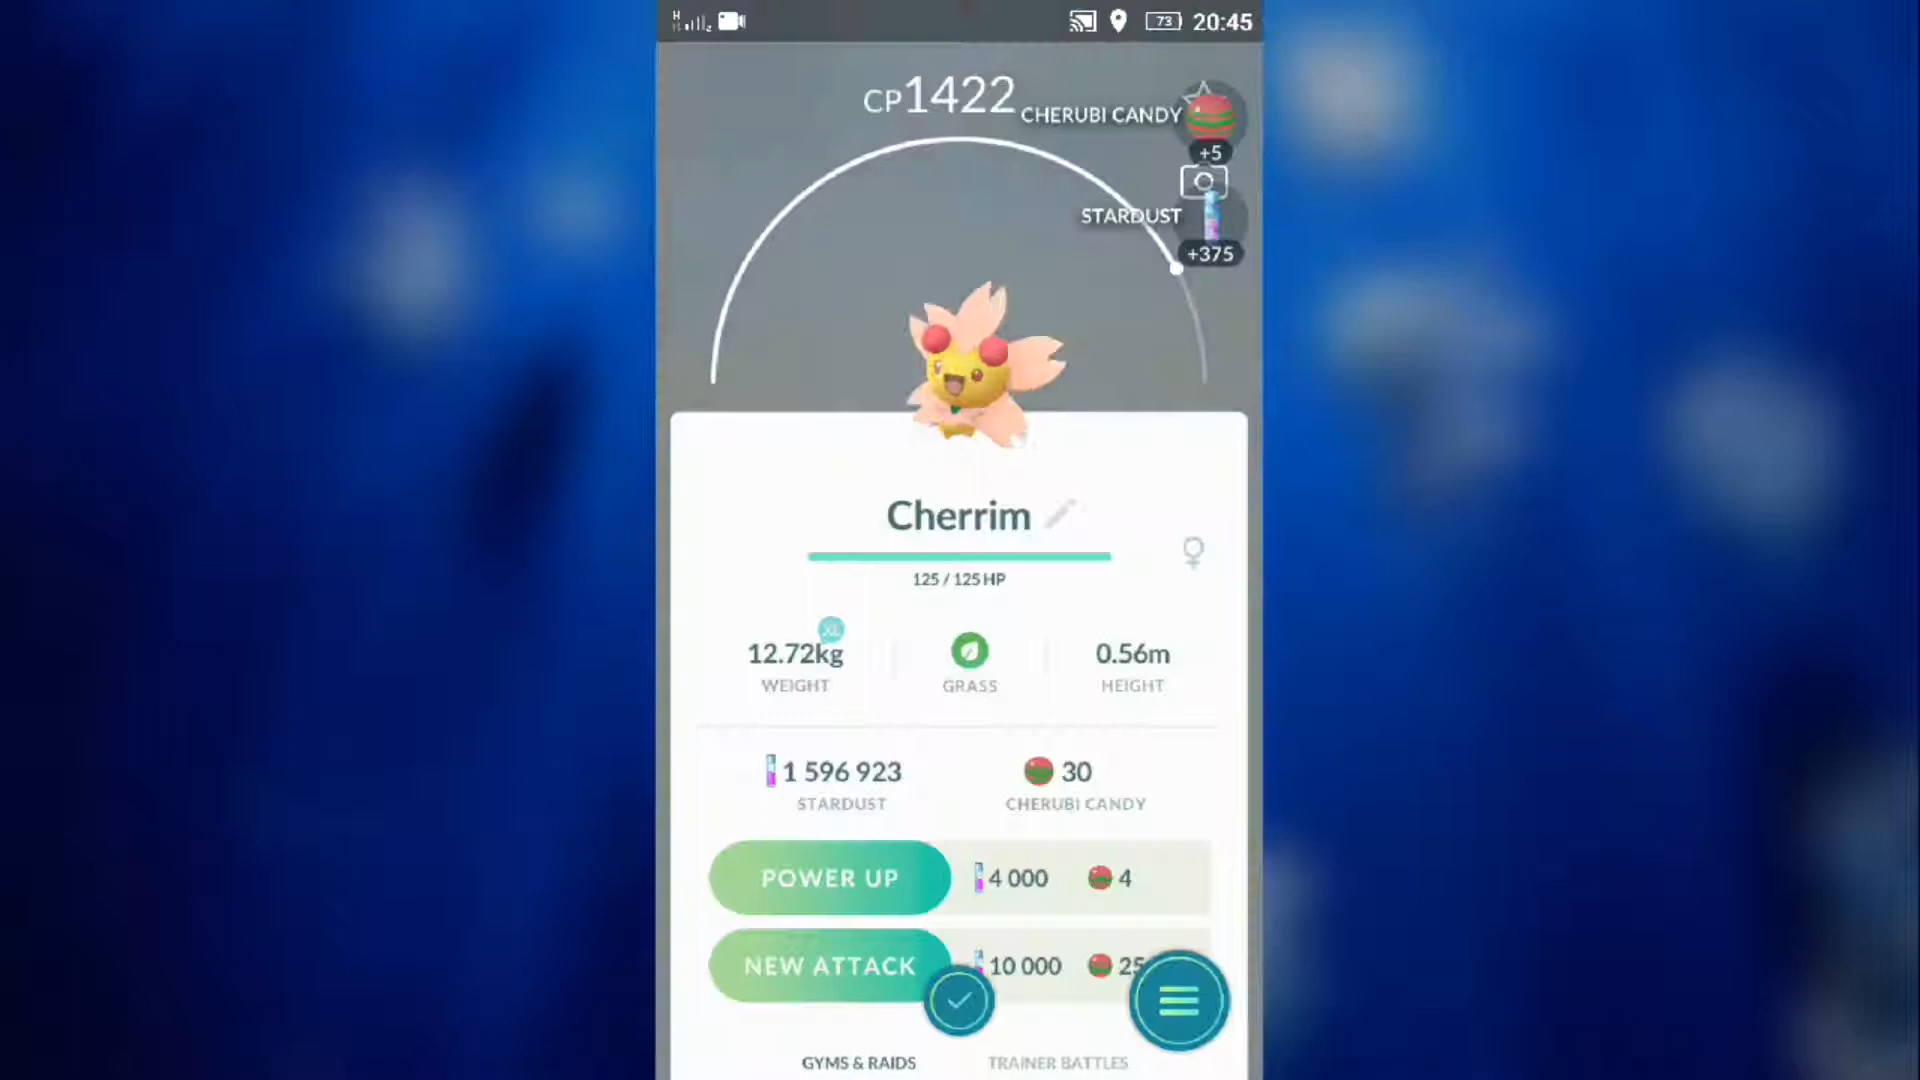 73 20:45
CP1422
CHERUBI CANDY
+5
STARDUST
+375
Cherrim
125 / 125 HP
XL
12.72kg
WEIGHT
GRASS
0.56m
HEIGHT
1 596 923
STARDUST
30
CHERUBI CANDY
POWER UP 4 000 4
NEW ATTACK 10 000 25
GYMS & RAIDS TRAINER BATTLES